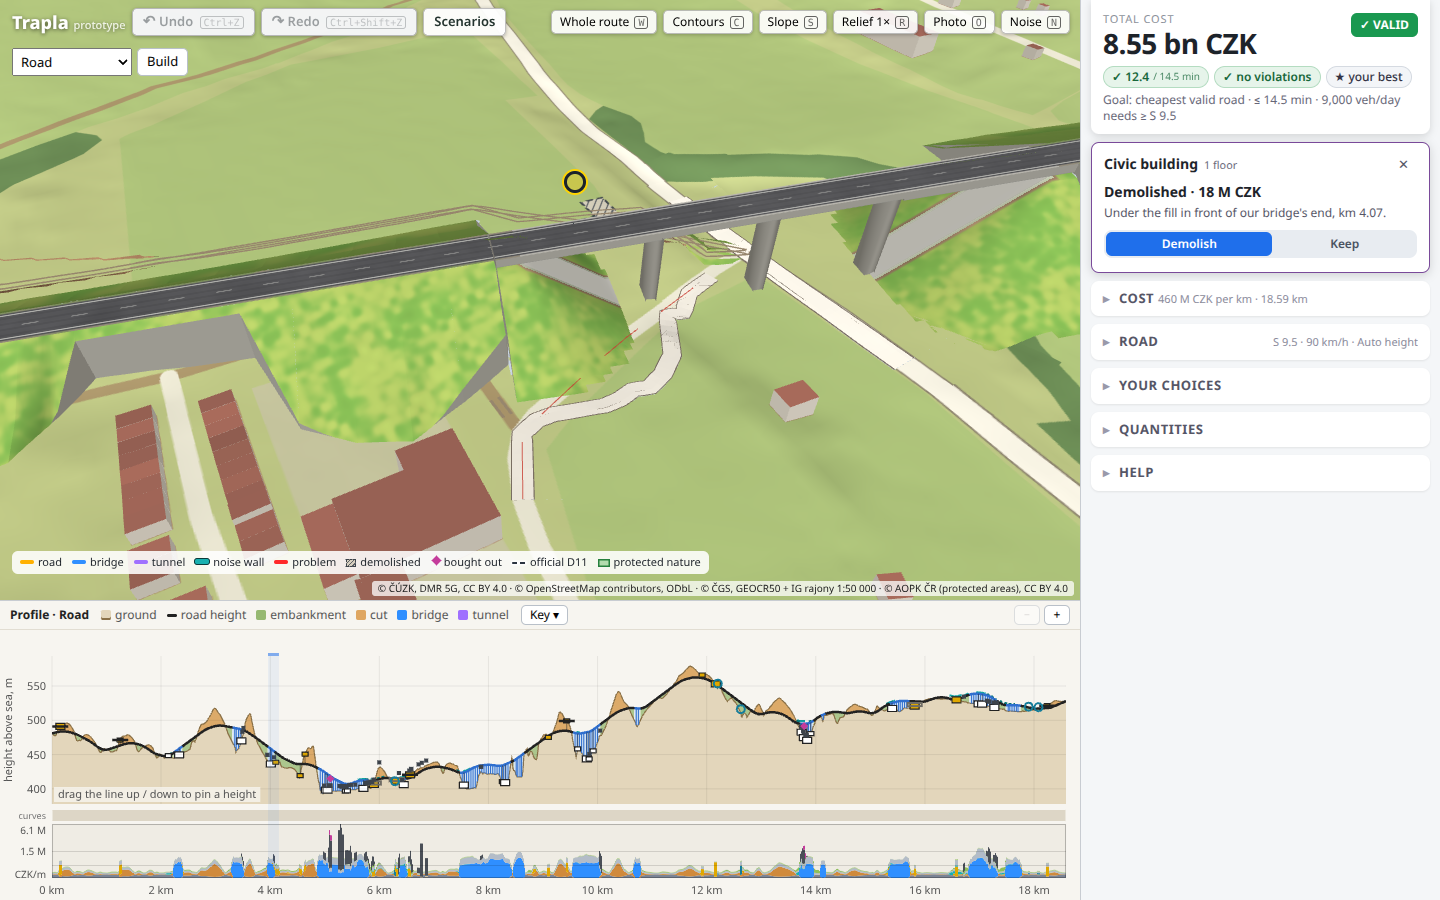 Trapla prototype
↶ Undo Ctrl+Z
↷ Redo Ctrl+Shift+Z
Scenarios
Whole route W
Contours C
Slope S
Relief 1× R
Photo O
Noise N
Road
Build
road
bridge
tunnel
noise wall
problem
demolished
bought out
official D11
protected nature
© ČÚZK, DMR 5G, CC BY 4.0 · © OpenStreetMap contributors, ODbL · © ČGS, GEOCR50 + IG rajony 1:50 000 · © AOPK ČR (protected areas), CC BY 4.0
TOTAL COST
8.55 bn CZK
✓ VALID
✓ 12.4 / 14.5 min
✓ no violations
★ your best
Goal: cheapest valid road · ≤ 14.5 min · 9,000 veh/day
needs ≥ S 9.5
Civic building 1 floor
✕
Demolished · 18 M CZK
Under the fill in front of our bridge's end, km 4.07.
Demolish
Keep
▶ COST 460 M CZK per km · 18.59 km
▶ ROAD S 9.5 · 90 km/h · Auto height
▶ YOUR CHOICES
▶ QUANTITIES
▶ HELP
Profile · Road
ground
road height
embankment
cut
bridge
tunnel
Key ▾
−
+
height above sea, m
550
500
450
400
drag the line up / down to pin a height
curves
6.1 M
1.5 M
CZK/m
0 km
2 km
4 km
6 km
8 km
10 km
12 km
14 km
16 km
18 km